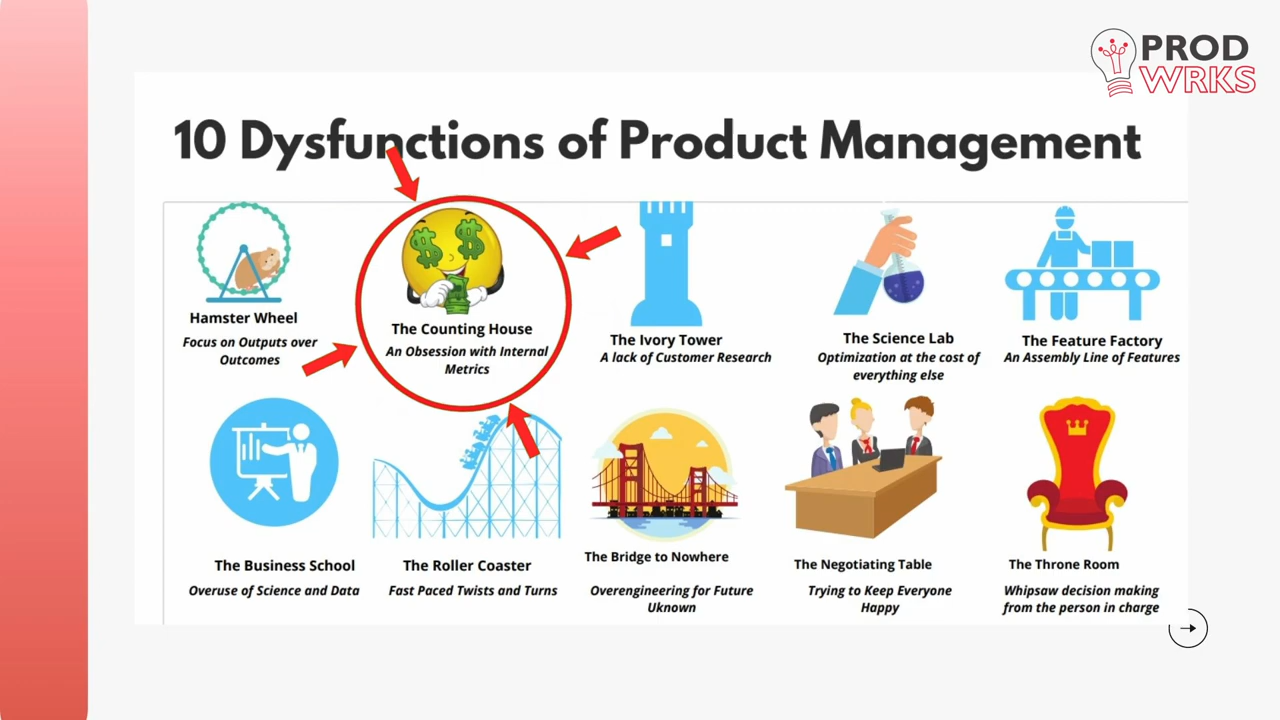 PROD
WRKS
10 Dysfunctions of Product Management
$ $
Hamster Wheel
Focus on Outputs over
Outcomes
The Counting House
An Obsession with Internal
Metrics
The Ivory Tower
A lack of Customer Research
The Science Lab
Optimization at the cost of
everything else
The Feature Factory
An Assembly Line of Features
The Business School
Overuse of Science and Data
The Roller Coaster
Fast Paced Twists and Turns
The Bridge to Nowhere
Overengineering for Future
Uknown
The Negotiating Table
Trying to Keep Everyone
Happy
The Throne Room
Whipsaw decision making
from the person in charge